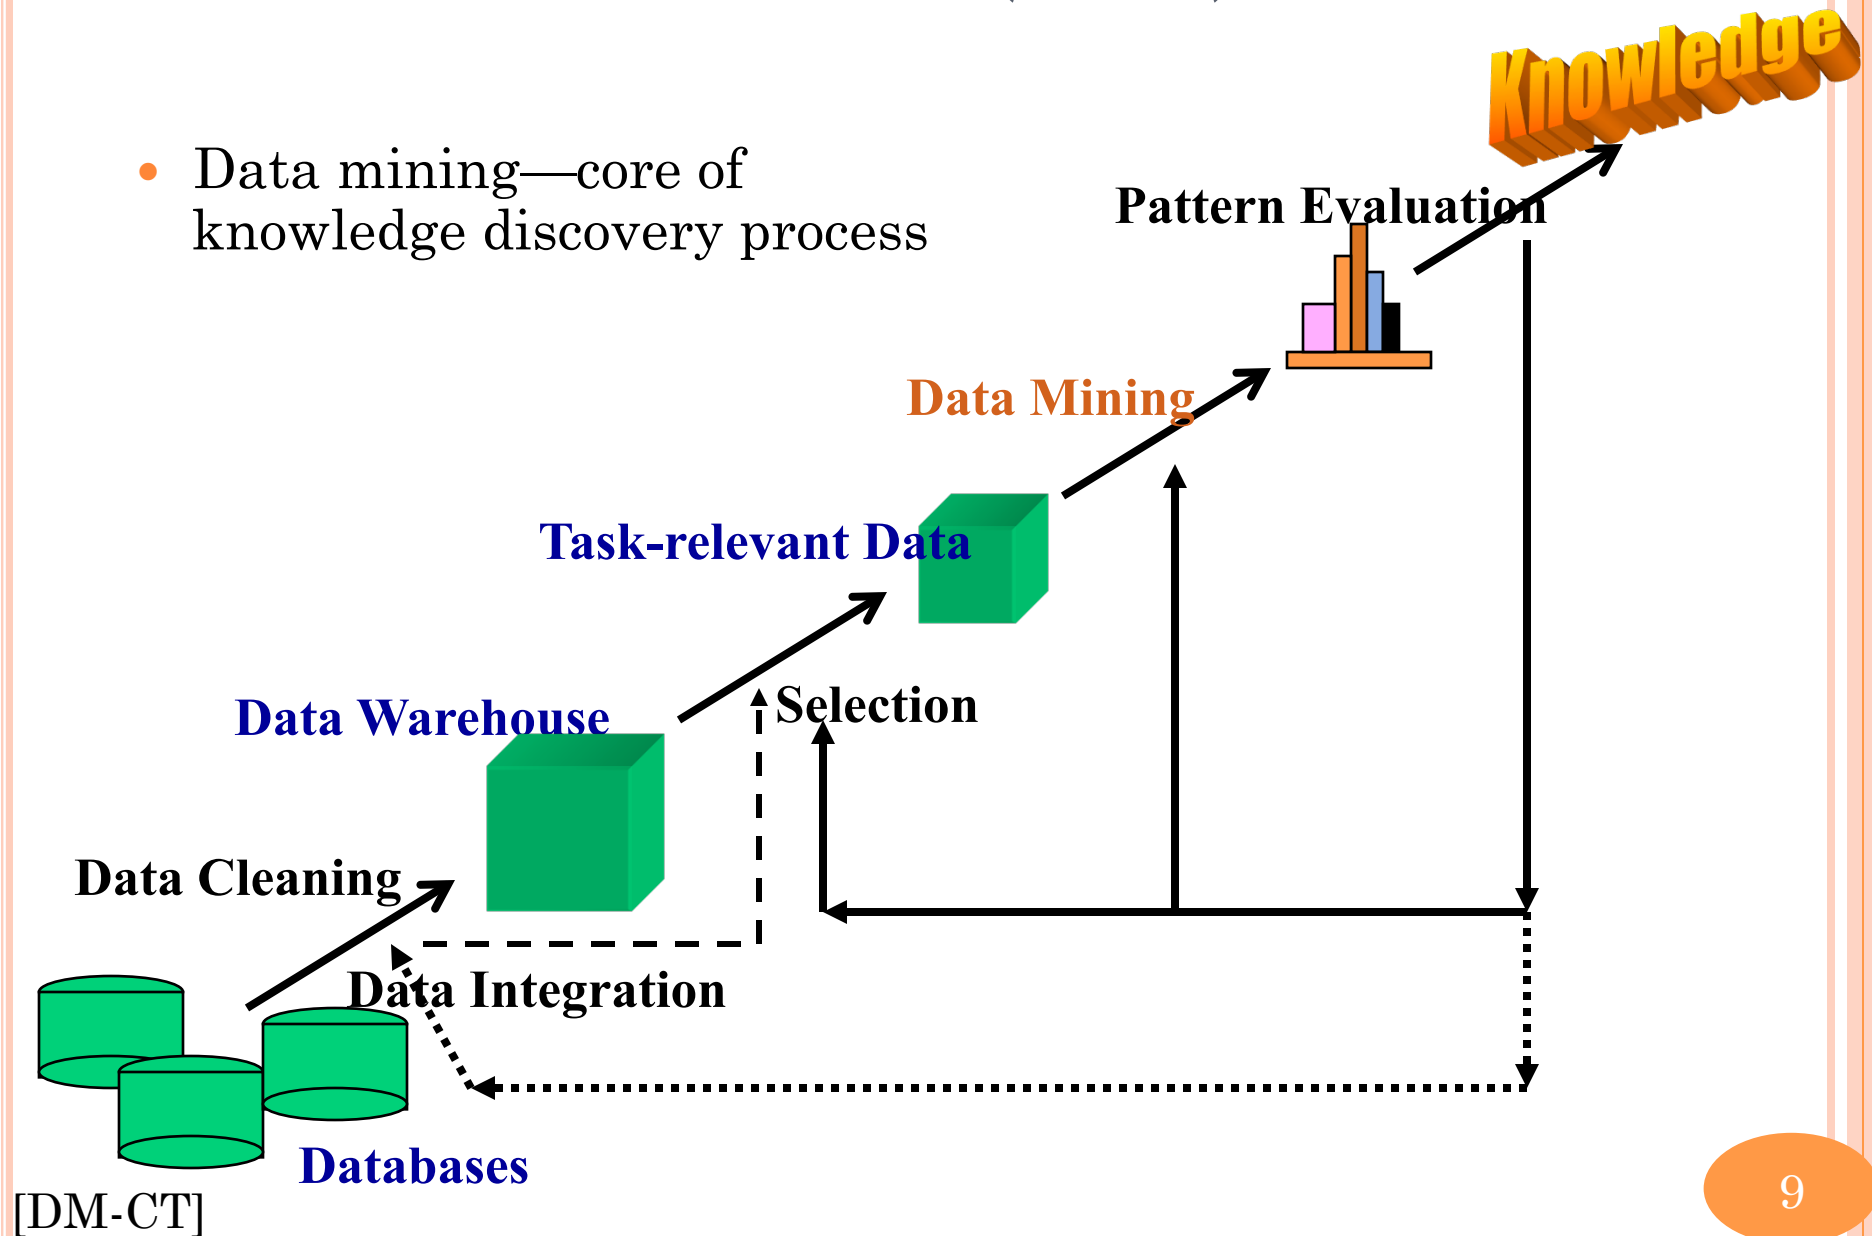 Knowledge
• Data mining—core of
knowledge discovery process
Pattern Evaluation
Data Mining
Task-relevant Data
Selection
Data Warehouse
Data Cleaning
Data Integration
Databases
[DM-CT]
9